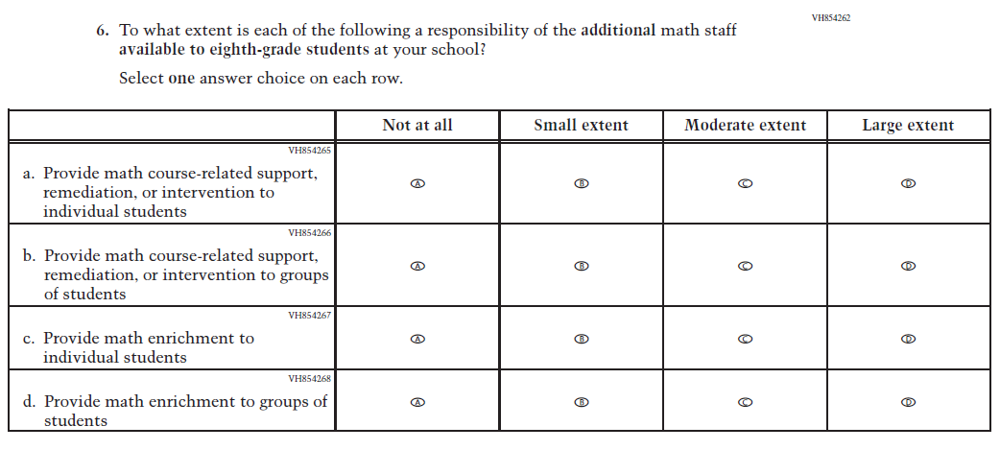 VH854262
6. To what extent is each of the following a responsibility of the additional math staff
available to eighth-grade students at your school?
Select one answer choice on each row.
Not at all Small extent Moderate extent Large extent
VH854265
a. Provide math course-related support,
remediation, or intervention to
individual students
A B C D
VH854266
b. Provide math course-related support,
remediation, or intervention to groups
of students
A B C D
VH854267
c. Provide math enrichment to
individual students
A B C D
VH854268
d. Provide math enrichment to groups of
students
A B C D